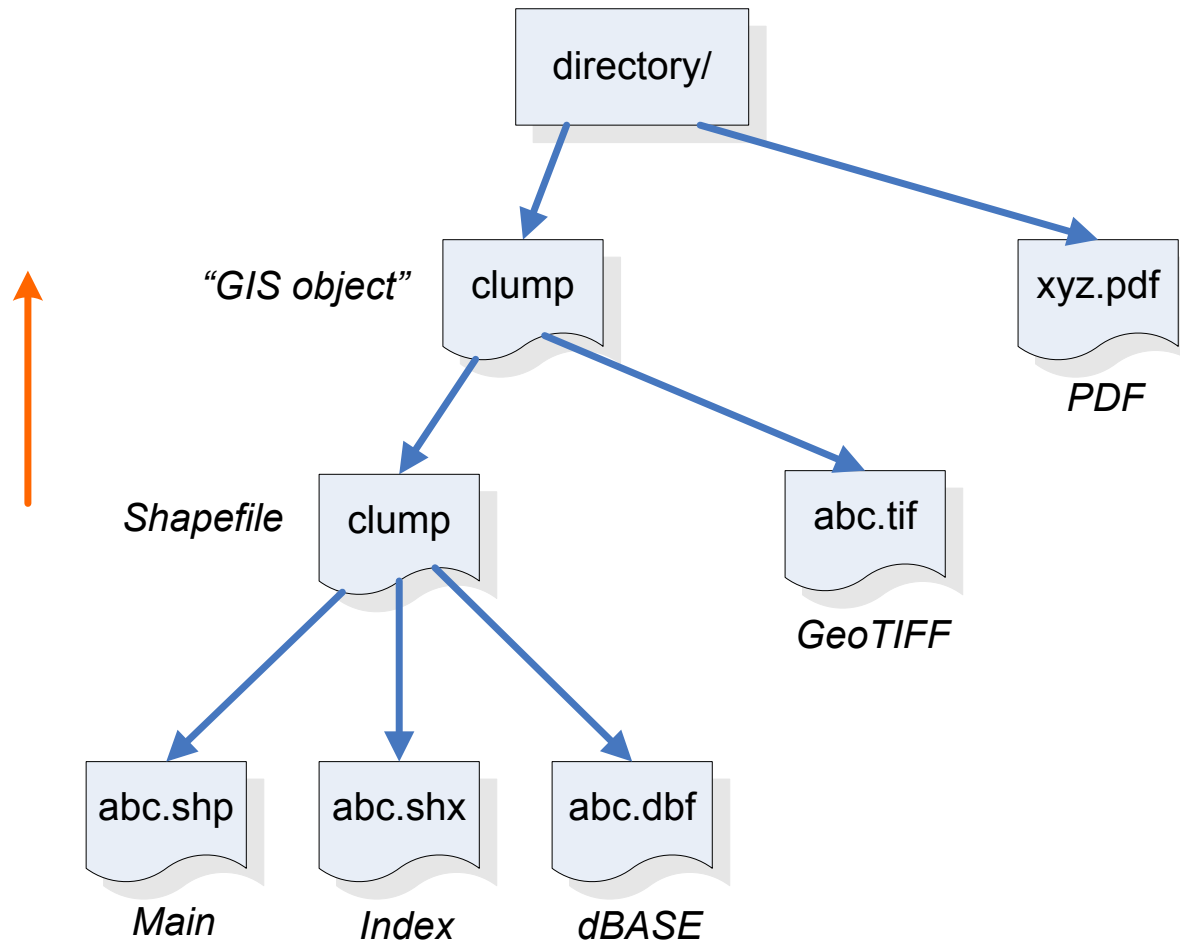 directory/
“GIS object”
clump
xyz.pdf
PDF
Shapefile
clump
abc.tif
GeoTIFF
abc.shp
abc.shx
abc.dbf
Main
Index
dBASE